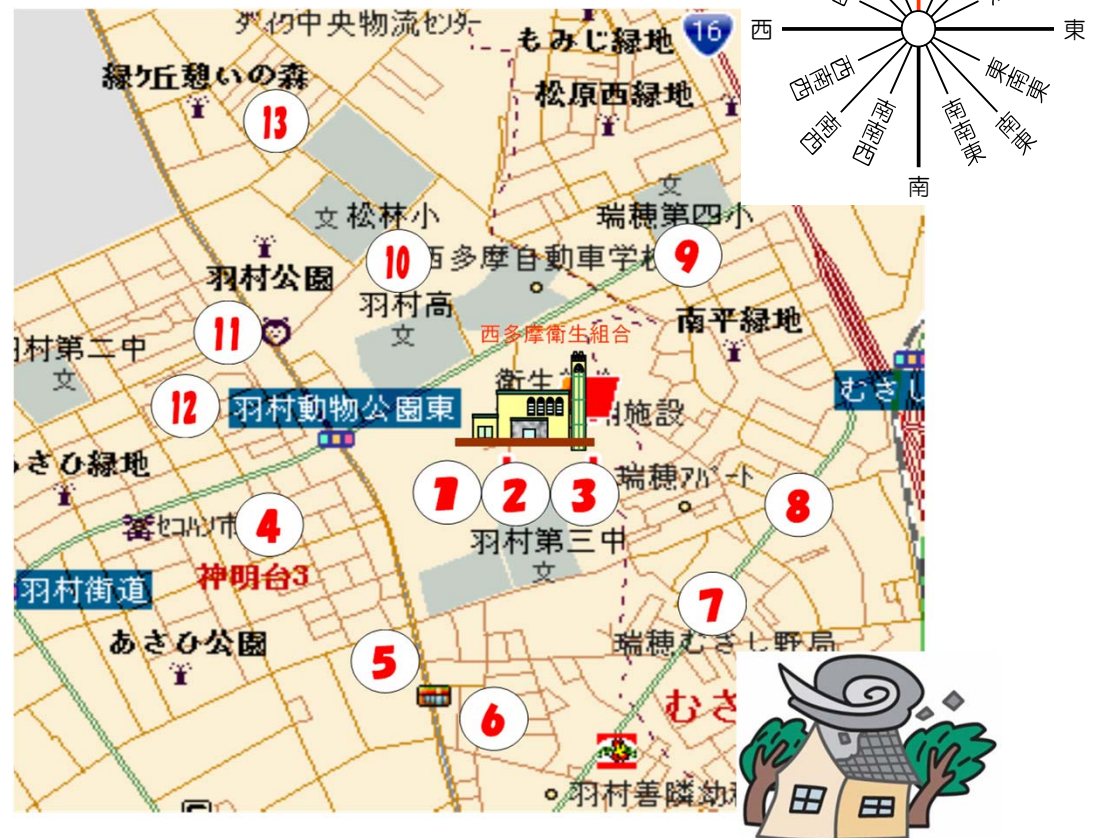 ダイワ中央物流センター
16
もみじ緑地
西
東
緑ケ丘憩いの森
松原西緑地
西南西
東南東
13
南西
南南西
南南東
南東
文
南
文 松林小
瑞穂第四小
10
西多摩自動車学校
9
羽村公園
羽村高
文
南平緑地
11
西多摩衛生組合
羽村第二中
文
衛生
12
羽村動物公園東
施設
むさし
あさひ緑地
瑞穂アパート
1
2
3
8
セコハン市
4
羽村第三中
文
神明台3
羽村街道
7
あさひ公園
瑞穂むさし野局
5
むさ
6
羽村善隣幼